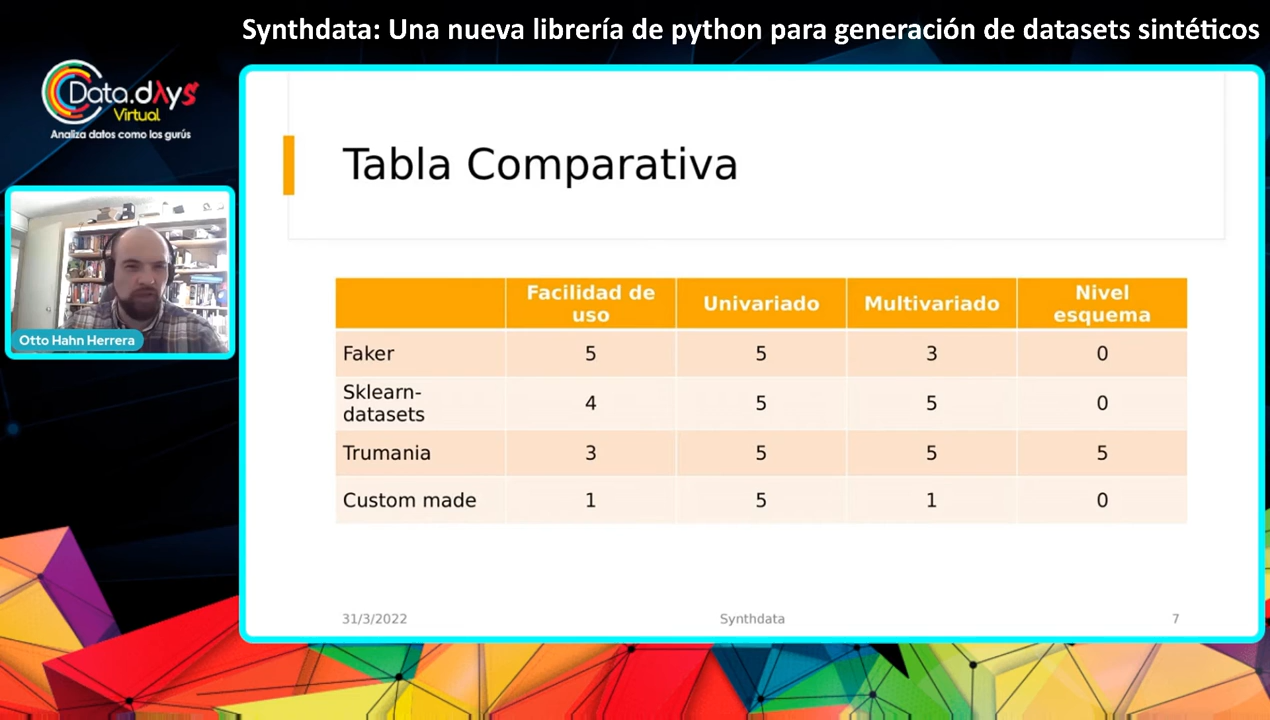 Synthdata: Una nueva librería de python para generación de datasets sintéticos
Data.dAys
Virtual
Analiza datos como los gurús
Otto Hahn Herrera
Tabla Comparativa
Facilidad de uso Univariado Multivariado Nivel esquema
Faker 5 5 3 0
Sklearn-datasets 4 5 5 0
Trumania 3 5 5 5
Custom made 1 5 1 0
31/3/2022 Synthdata 7